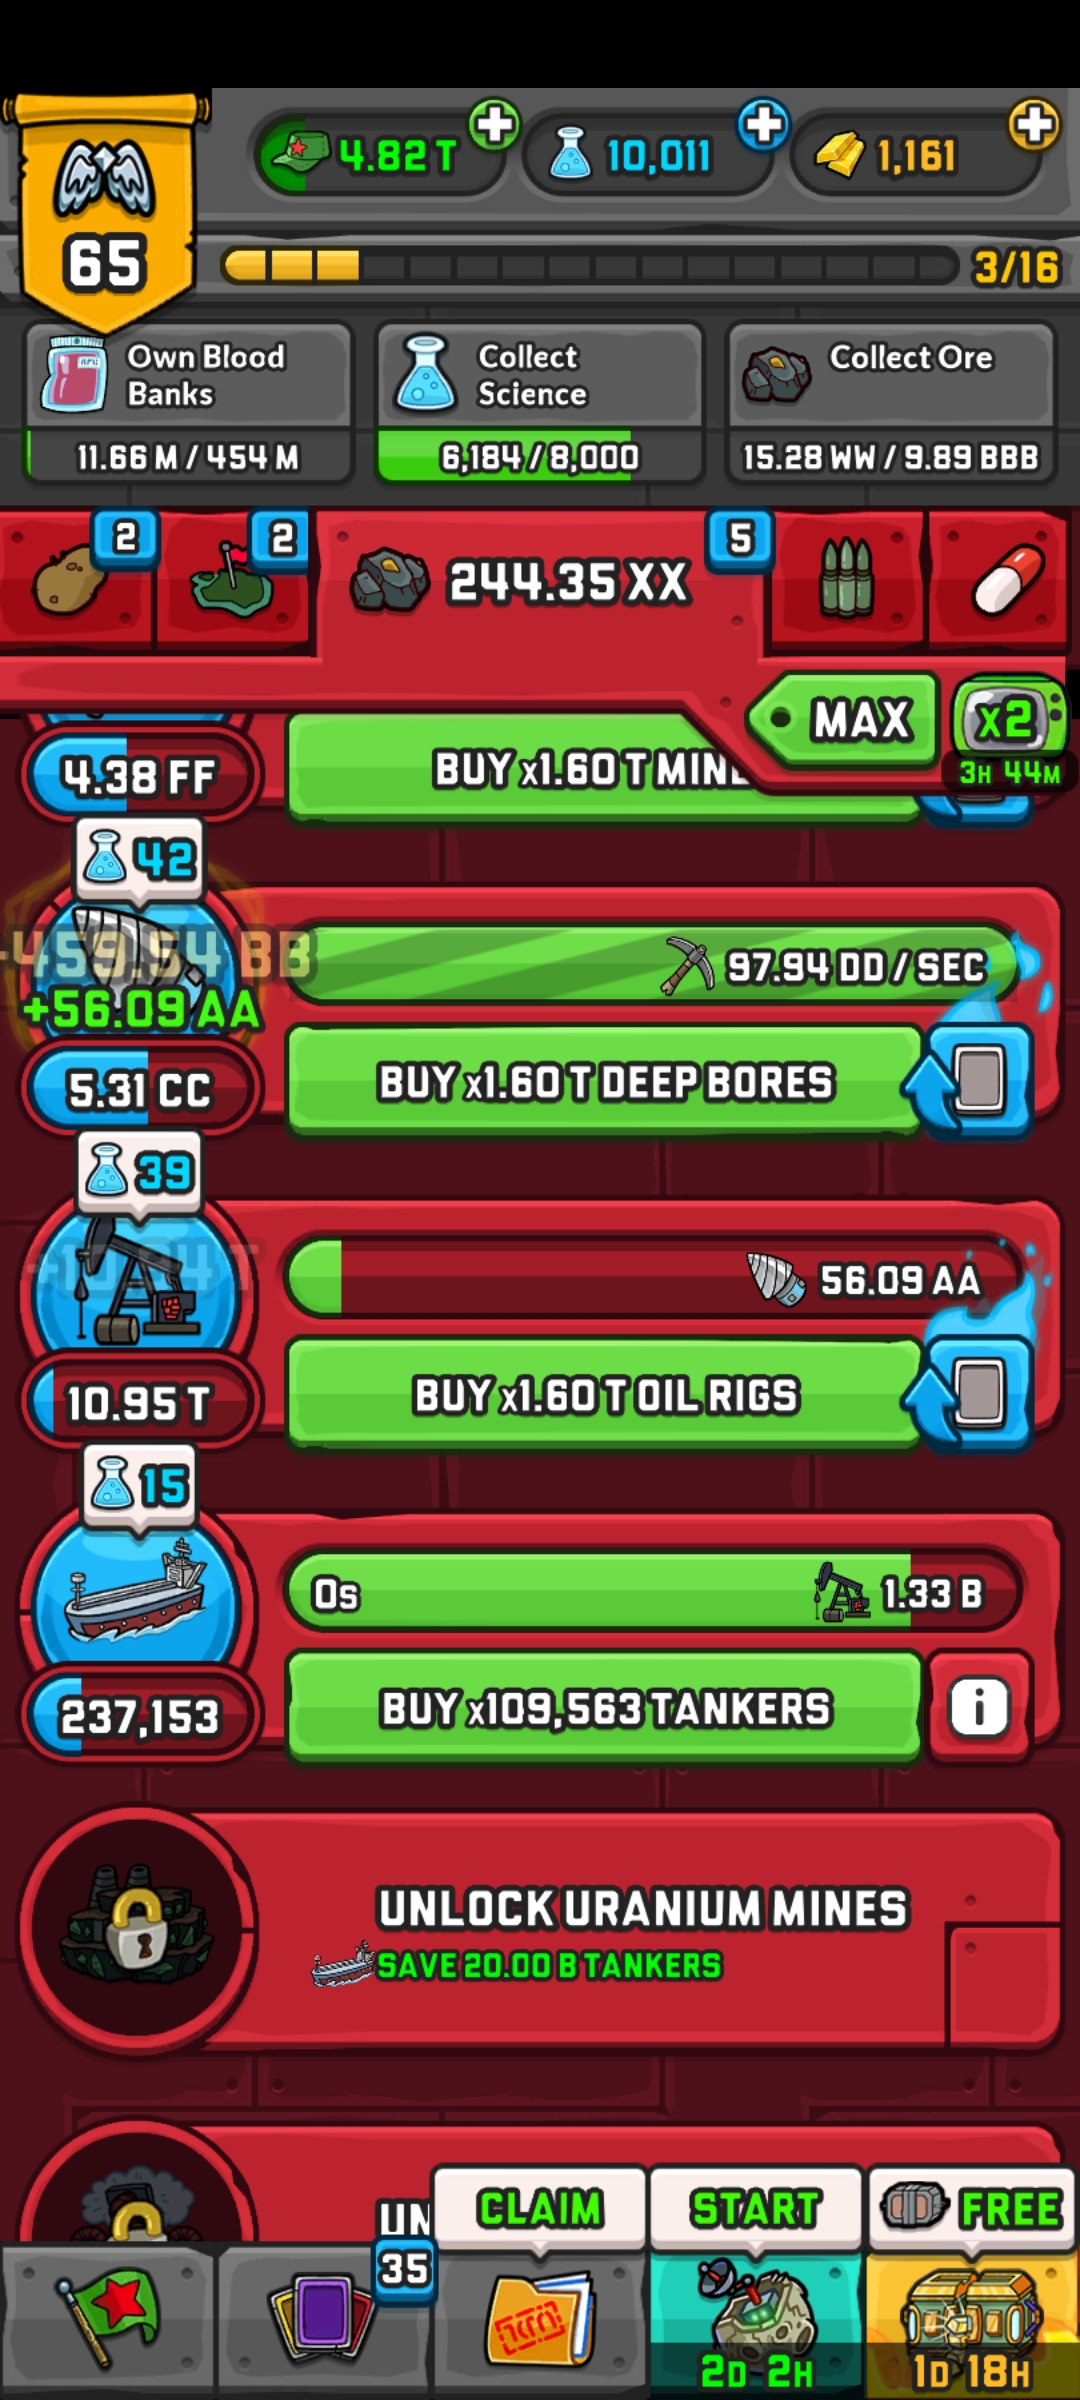 4.82 T
10,011
1,161
65
3/16
Own Blood
Banks
11.66 M / 454 M
Collect
Science
6,184 / 8,000
Collect Ore
15.28 WW / 9.89 BBB
2
2
244.35 XX
5
MAX
x2
3H 44M
4.38 FF
BUY x1.60 T MINE
42
459.54 BB
+56.09 AA
97.94 DD / SEC
5.31 CC
BUY x1.60 T DEEP BORES
39
56.09 AA
10.95 T
BUY x1.60 T OIL RIGS
15
0s
1.33 B
237,153
BUY x109,563 TANKERS
i
UNLOCK URANIUM MINES
SAVE 20.00 B TANKERS
UN
CLAIM
START
FREE
35
2D 2H
1D 18H